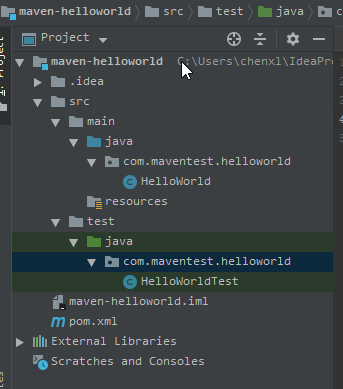 maven-helloworld > src > test > java >
Project
maven-helloworld C:\Users\chenxl\IdeaPro
.idea
src
main
java
com.maventest.helloworld
HelloWorld
resources
test
java
com.maventest.helloworld
HelloWorldTest
maven-helloworld.iml
pom.xml
External Libraries
Scratches and Consoles
1: Project